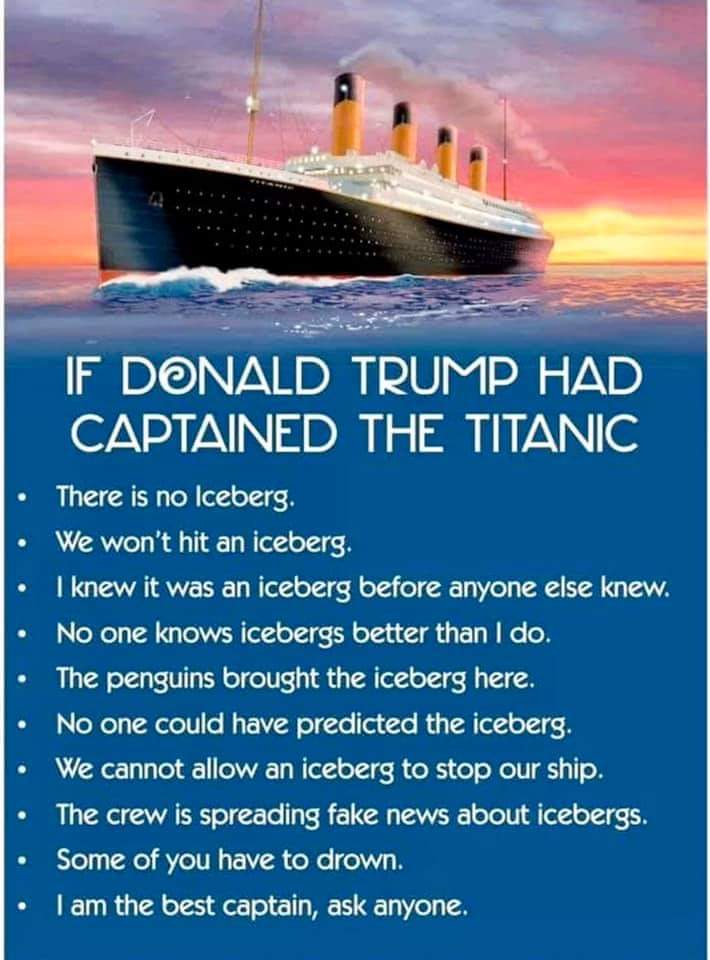 TITANIC
IF DONALD TRUMP HAD
CAPTAINED THE TITANIC
• There is no Iceberg.
• We won't hit an iceberg.
• I knew it was an iceberg before anyone else knew.
• No one knows icebergs better than I do.
• The penguins brought the iceberg here.
• No one could have predicted the iceberg.
• We cannot allow an iceberg to stop our ship.
• The crew is spreading fake news about icebergs.
• Some of you have to drown.
• I am the best captain, ask anyone.